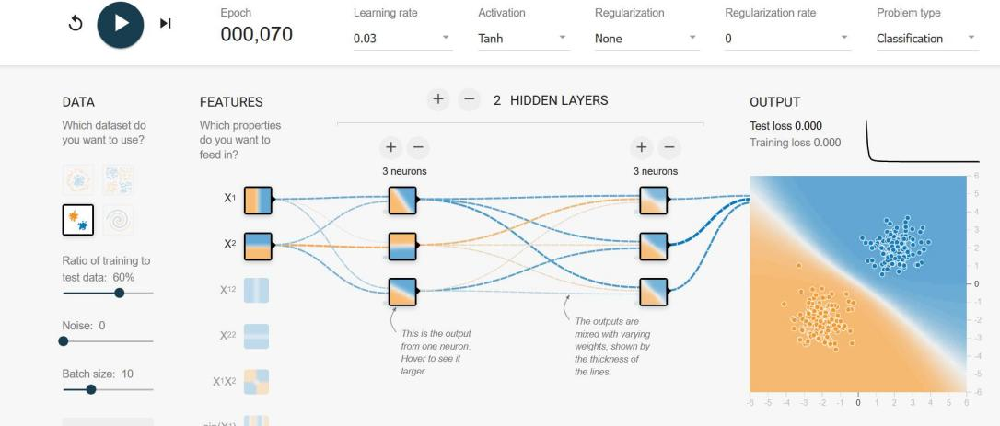 Epoch
000,070
Learning rate
0.03
Activation
Tanh
Regularization
None
Regularization rate
0
Problem type
Classification
DATA
Which dataset do
you want to use?
Ratio of training to
test data: 60%
Noise: 0
Batch size: 10
FEATURES
Which properties
do you want to
feed in?
X1
X2
X12
X22
X1X2
+ − 2 HIDDEN LAYERS
+ −
3 neurons
+ −
3 neurons
This is the output
from one neuron.
Hover to see it
larger.
The outputs are
mixed with varying
weights, shown by
the thickness of
the lines.
OUTPUT
Test loss 0.000
Training loss 0.000
6
5
4
3
2
1
0
-1
-2
-3
-4
-5
-6
-6 -5 -4 -3 -2 -1 0 1 2 3 4 5 6